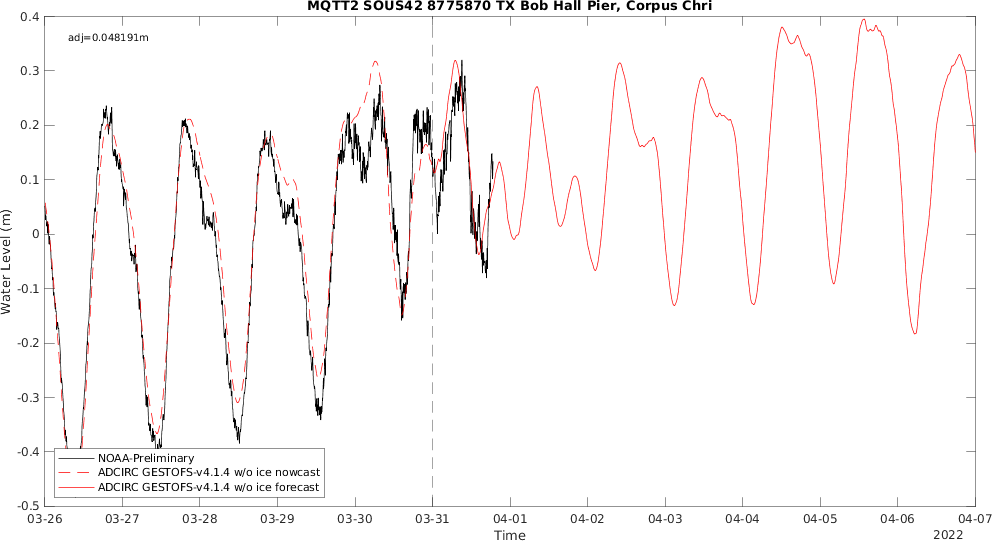 MQTT2 SOUS42 8775870 TX Bob Hall Pier, Corpus Chri
adj=0.048191m
0.4
0.3
0.2
0.1
0
-0.1
-0.2
-0.3
-0.4
-0.5
Water Level (m)
NOAA-Preliminary
ADCIRC GESTOFS-v4.1.4 w/o ice nowcast
ADCIRC GESTOFS-v4.1.4 w/o ice forecast
03-26 03-27 03-28 03-29 03-30 03-31 04-01 04-02 04-03 04-04 04-05 04-06 04-07
Time
2022